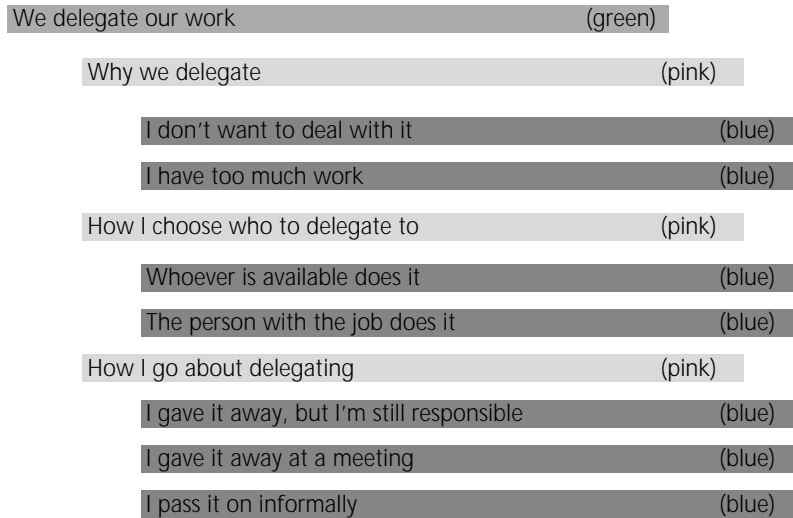 We delegate our work (green)
Why we delegate (pink)
I don't want to deal with it (blue)
I have too much work (blue)
How I choose who to delegate to (pink)
Whoever is available does it (blue)
The person with the job does it (blue)
How I go about delegating (pink)
I gave it away, but I'm still responsible (blue)
I gave it away at a meeting (blue)
I pass it on informally (blue)